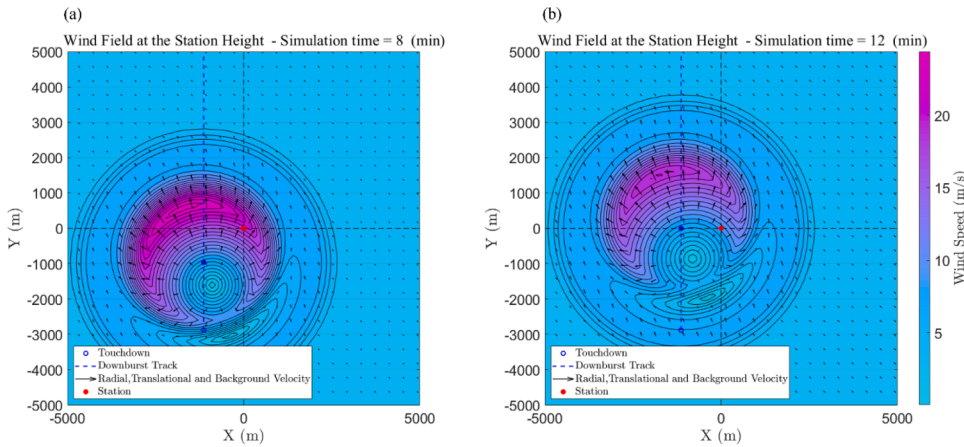 (a)
Wind Field at the Station Height - Simulation time = 8 (min)
5000
4000
3000
2000
1000
0
-1000
-2000
-3000
-4000
-5000
Y (m)
Touchdown
Downburst Track
Radial,Translational and Background Velocity
Station
-5000 0 5000
X (m)
(b)
Wind Field at the Station Height - Simulation time = 12 (min)
5000
4000
3000
2000
1000
0
-1000
-2000
-3000
-4000
-5000
Y (m)
Touchdown
Downburst Track
Radial,Translational and Background Velocity
Station
-5000 0 5000
X (m)
20
15
10
5
Wind Speed (m/s)